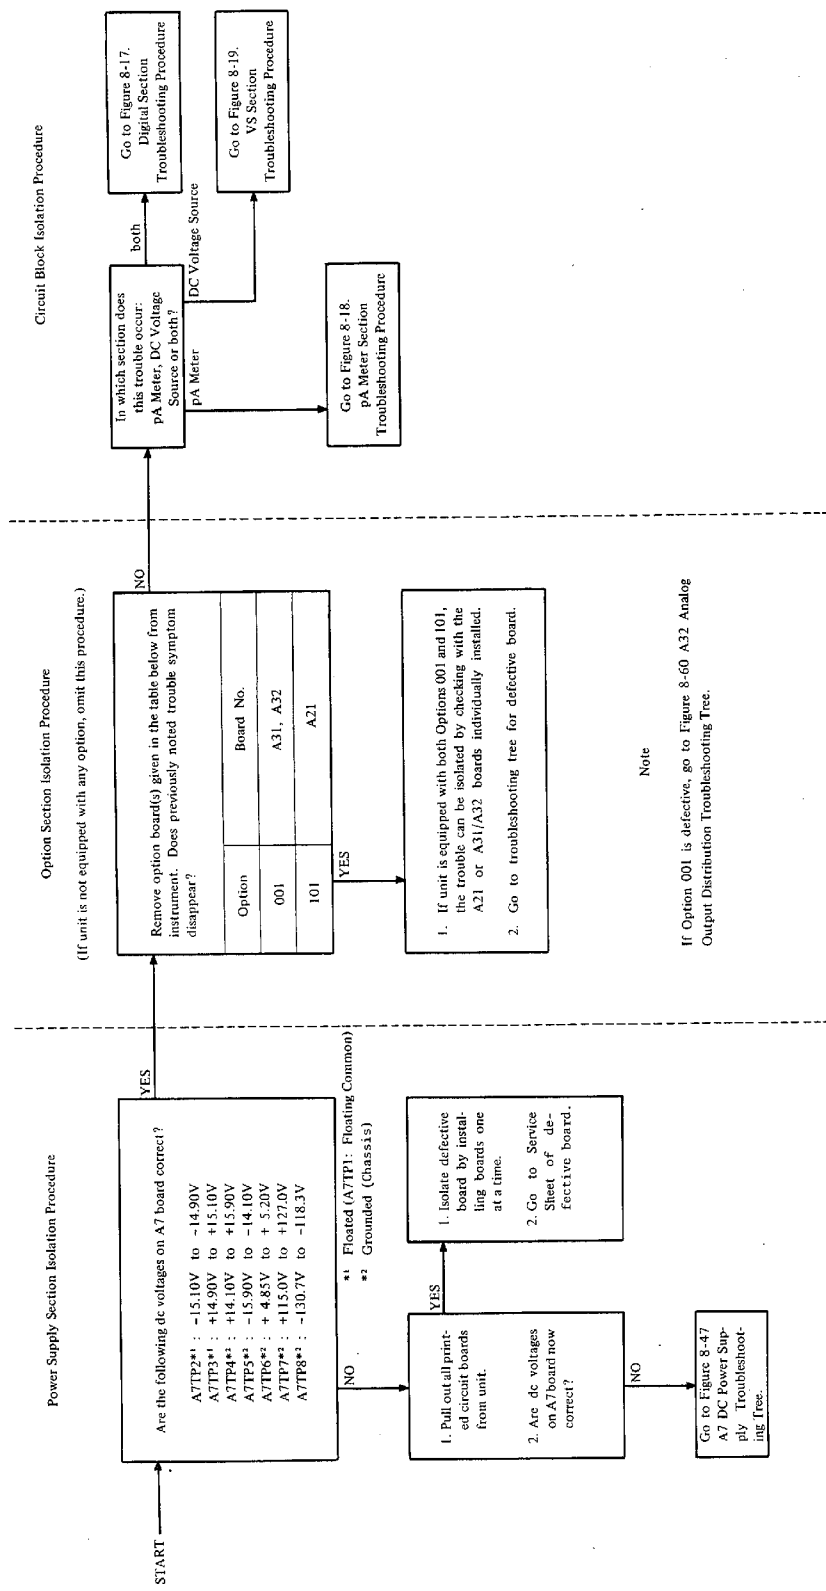 Power Supply Section Isolation Procedure
START
Are the following dc voltages on A7 board correct?
A7TP2*1 : −15.10V to −14.90V
A7TP3*1 : +14.90V to +15.10V
A7TP4*2 : +14.10V to +15.90V
A7TP5*2 : −15.90V to −14.10V
A7TP6*2 : + 4.85V to + 5.20V
A7TP7*2 : +115.0V to +127.0V
A7TP8*2 : −130.7V to −118.3V
YES
NO
*1 Floated (A7TP1: Floating Common)
*2 Grounded (Chassis)
1. Pull out all print-
ed circuit boards
from unit.
2. Are dc voltages
on A7 board now
correct?
YES
1. Isolate defective
board by instal-
ling boards one
at a time.
2. Go to Service
Sheet of de-
fective board.
NO
Go to Figure 8-47
A7 DC Power Sup-
ply Troubleshoot-
ing Tree.
Option Section Isolation Procedure
(If unit is not equipped with any option, omit this procedure.)
Remove option board(s) given in the table below from
instrument. Does previously noted trouble symptom
disappear?
Option Board No.
001 A31, A32
101 A21
NO
YES
1. If unit is equipped with both Options 001 and 101,
the trouble can be isolated by checking with the
A21 or A31/A32 boards individually installed.
2. Go to troubleshooting tree for defective board.
Note
If Option 001 is defective, go to Figure 8-60 A32 Analog
Output Distribution Troubleshooting Tree.
Circuit Block Isolation Procedure
In which section does
this trouble occur:
pA Meter, DC Voltage
Source or both?
both
Go to Figure 8-17.
Digital Section
Troubleshooting Procedure
DC Voltage Source
Go to Figure 8-19.
VS Section
Troubleshooting Procedure
pA Meter
Go to Figure 8-18.
pA Meter Section
Troubleshooting Procedure